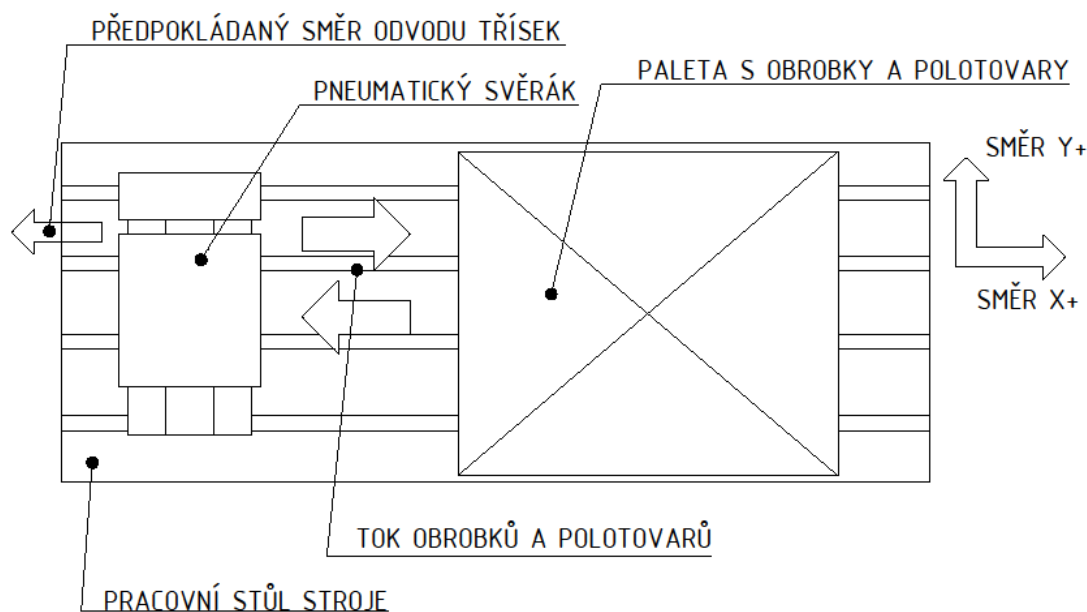 PŘEDPOKLÁDANÝ SMĚR ODVODU TŘÍSEK
PNEUMATICKÝ SVĚRÁK
PALETA S OBROBKY A POLOTOVARY
SMĚR Y+
SMĚR X+
TOK OBROBKŮ A POLOTOVARŮ
PRACOVNÍ STŮL STROJE